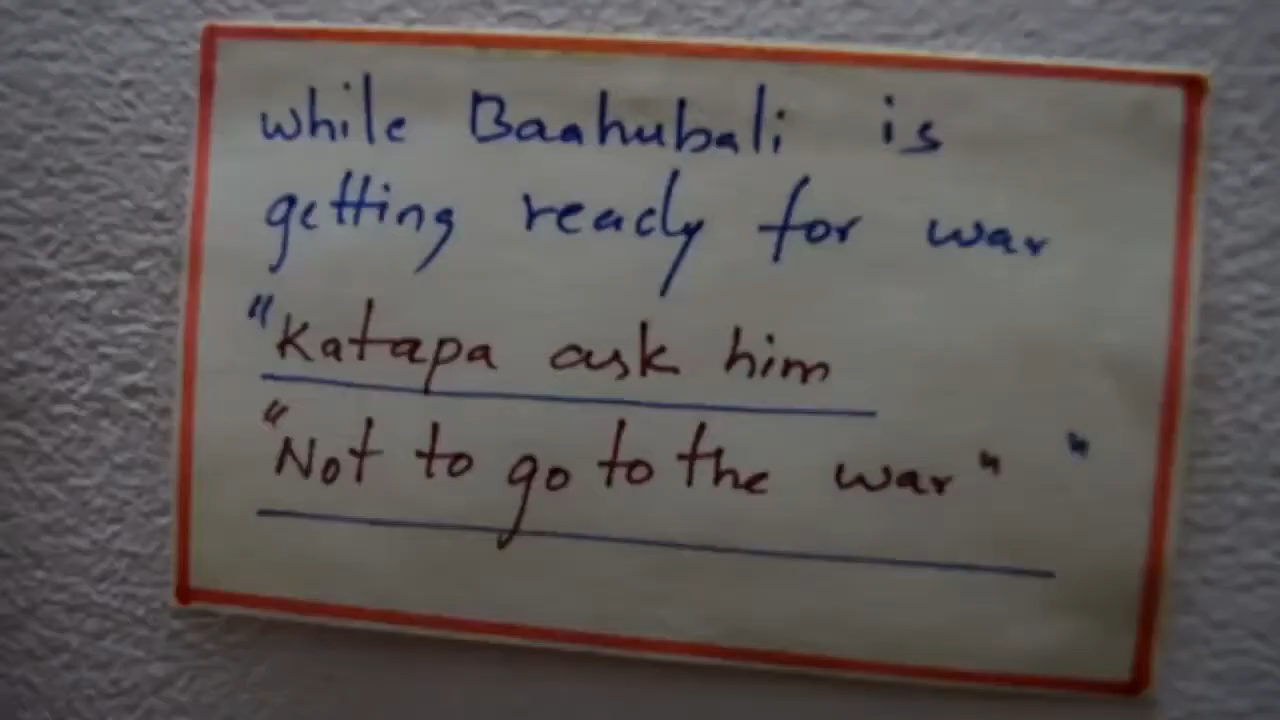 while Baahubali is
getting ready for war
"Katapa ask him
"Not to go to the war" "